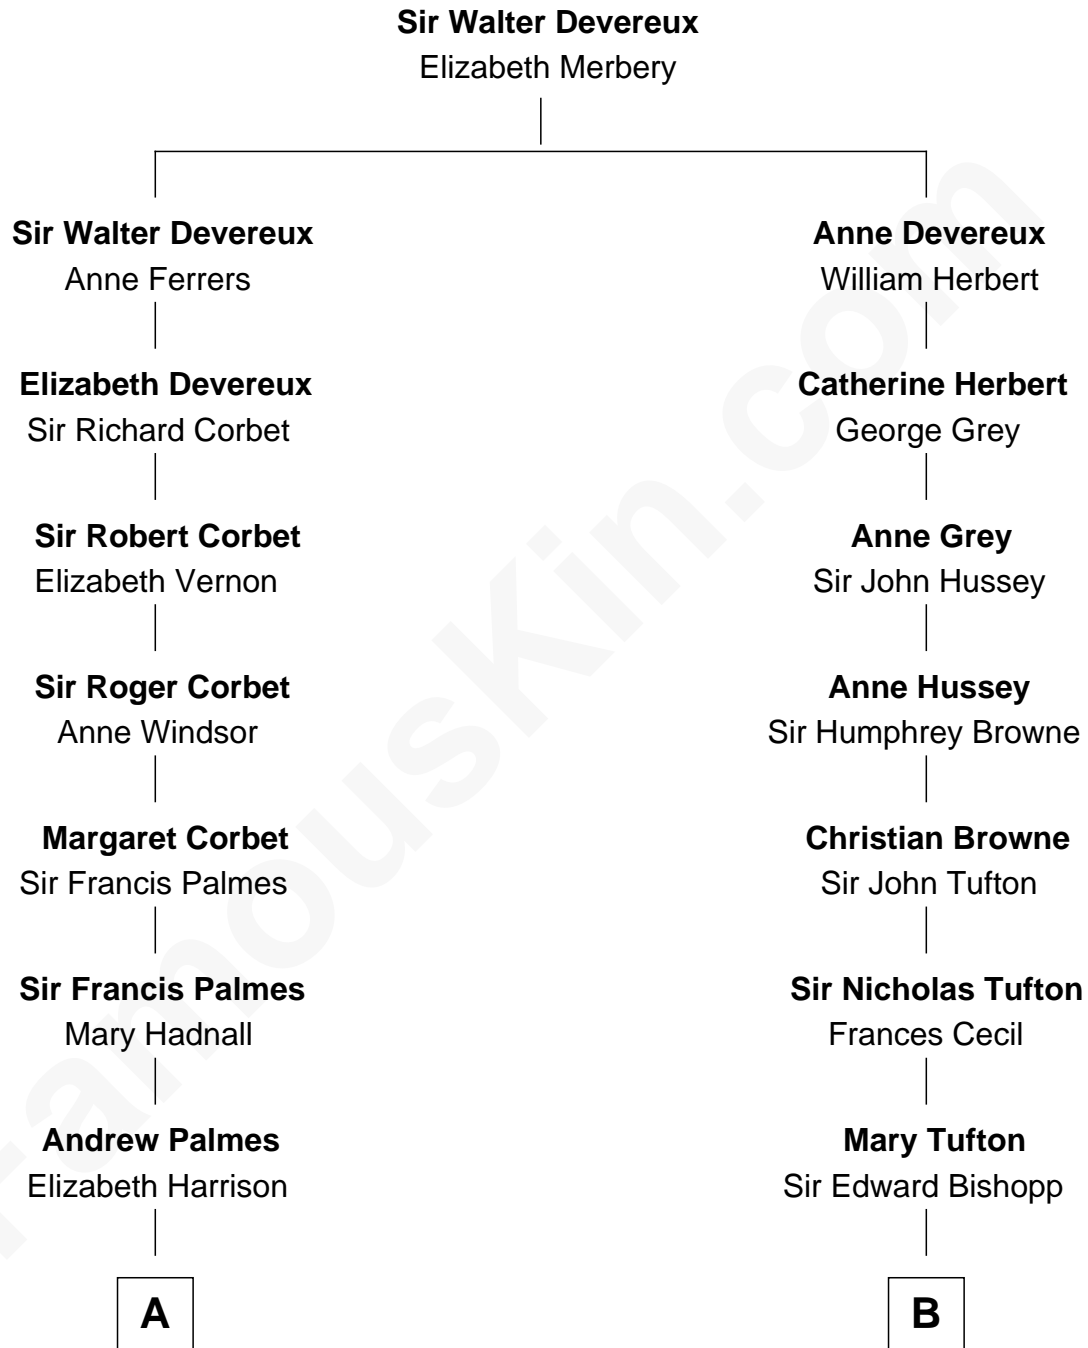 Sir Walter Devereux
Elizabeth Merbery
Sir Walter Devereux
Anne Ferrers
Anne Devereux
William Herbert
Elizabeth Devereux
Sir Richard Corbet
Catherine Herbert
George Grey
Sir Robert Corbet
Elizabeth Vernon
Anne Grey
Sir John Hussey
Sir Roger Corbet
Anne Windsor
Anne Hussey
Sir Humphrey Browne
Margaret Corbet
Sir Francis Palmes
Christian Browne
Sir John Tufton
Sir Francis Palmes
Mary Hadnall
Sir Nicholas Tufton
Frances Cecil
Andrew Palmes
Elizabeth Harrison
Mary Tufton
Sir Edward Bishopp
A
B
FamousKin.com